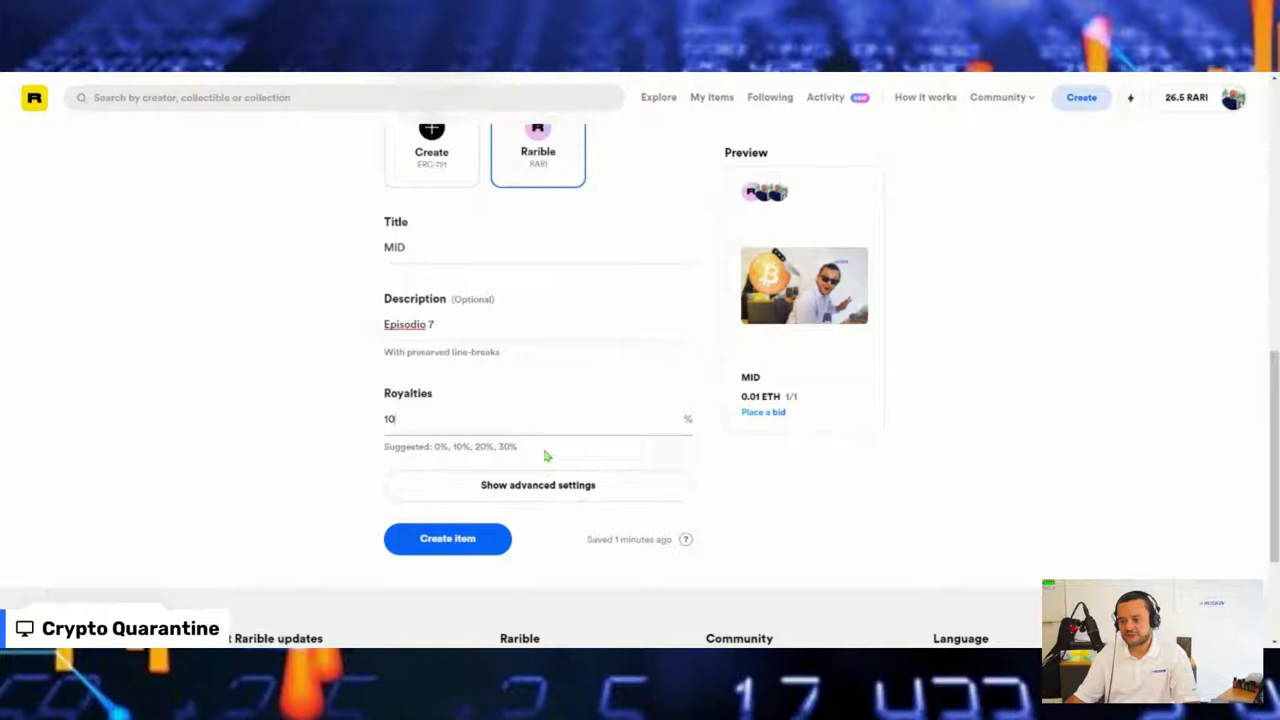 R
Search by creator, collectible or collection
Explore
My items
Following
Activity NEW
How it works
Community
Create
26.5 RARI
Create
ERC-721
R
Rarible
RARI
Preview
R
Title
MID
Description (Optional)
Episodio 7
With preserved line-breaks
MID
0.01 ETH 1/1
Place a bid
Royalties
10 %
Suggested: 0%, 10%, 20%, 30%
Show advanced settings
Create item
Saved 1 minutes ago ?
Crypto Quarantine
t Rarible updates
Rarible
Community
Language